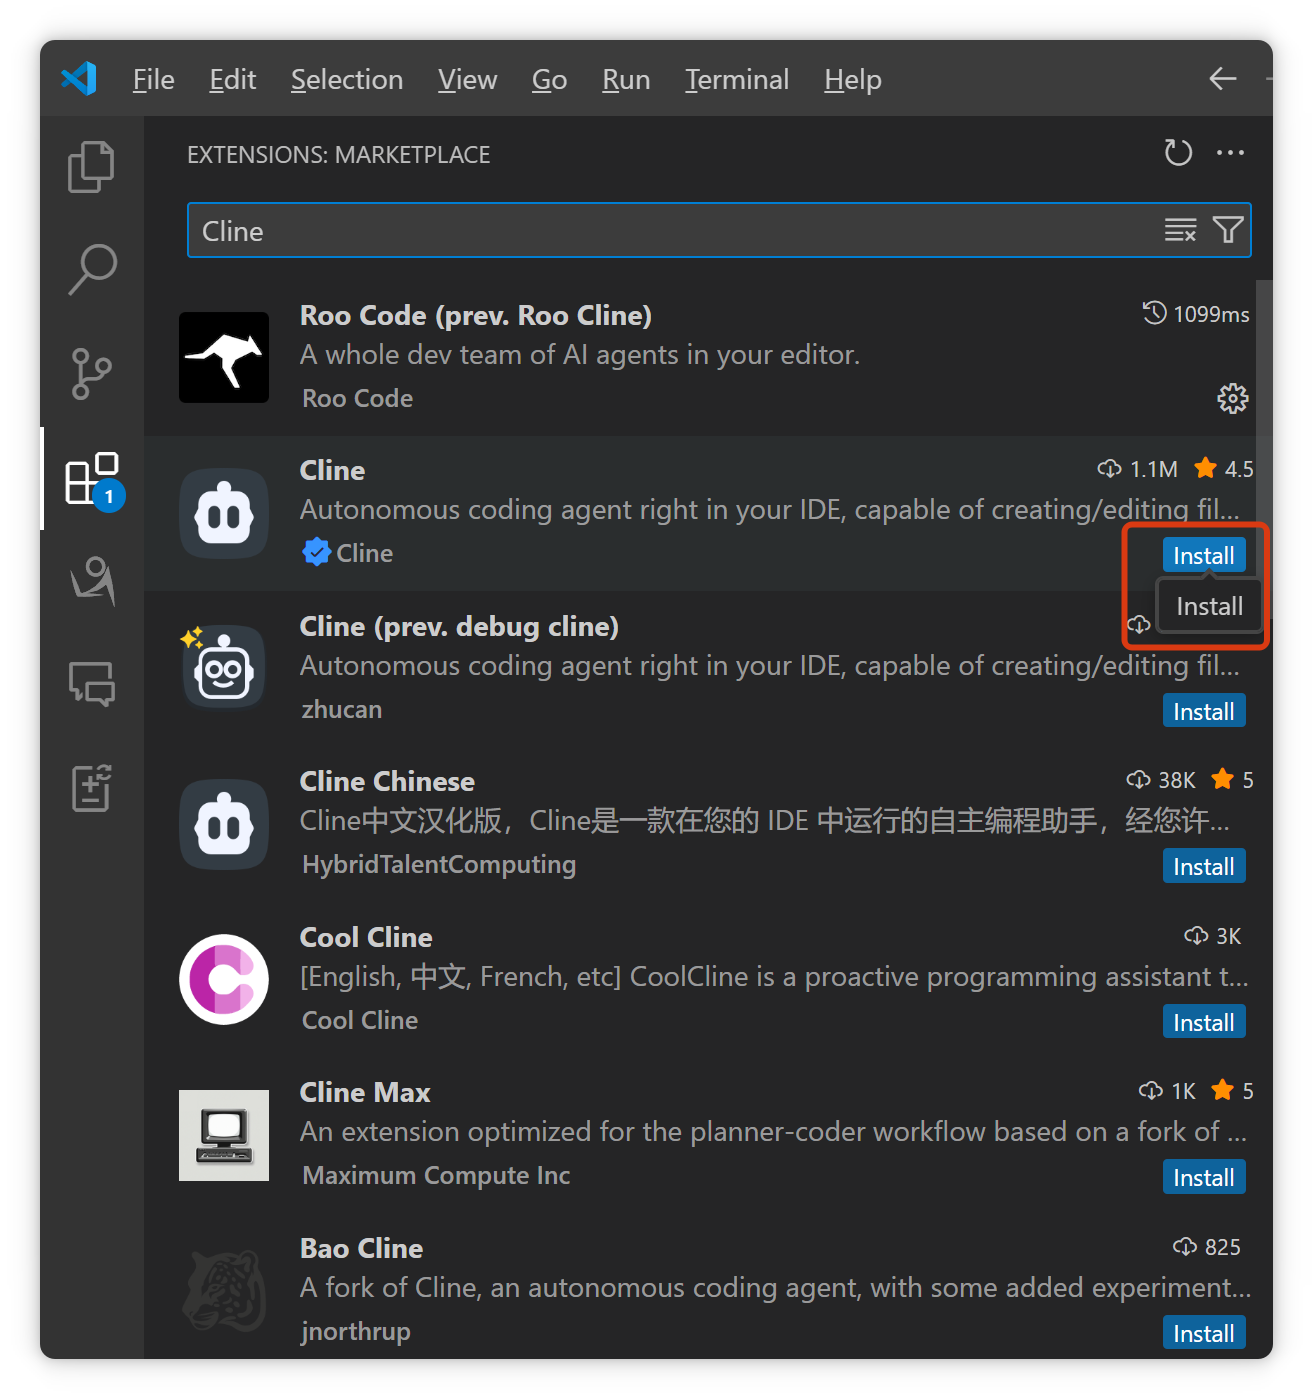 File Edit Selection View Go Run Terminal Help
EXTENSIONS: MARKETPLACE
Cline
Roo Code (prev. Roo Cline)
1099ms
A whole dev team of AI agents in your editor.
Roo Code
Cline
1.1M 4.5
Autonomous coding agent right in your IDE, capable of creating/editing fil...
Cline
Install
Install
1
Cline (prev. debug cline)
Autonomous coding agent right in your IDE, capable of creating/editing fil...
zhucan
Install
Cline Chinese
38K 5
Cline中文汉化版，Cline是一款在您的 IDE 中运行的自主编程助手，经您许...
HybridTalentComputing
Install
Cool Cline
3K
[English, 中文, French, etc] CoolCline is a proactive programming assistant t...
Cool Cline
Install
Cline Max
1K 5
An extension optimized for the planner-coder workflow based on a fork of ...
Maximum Compute Inc
Install
Bao Cline
825
A fork of Cline, an autonomous coding agent, with some added experiment...
jnorthrup
Install